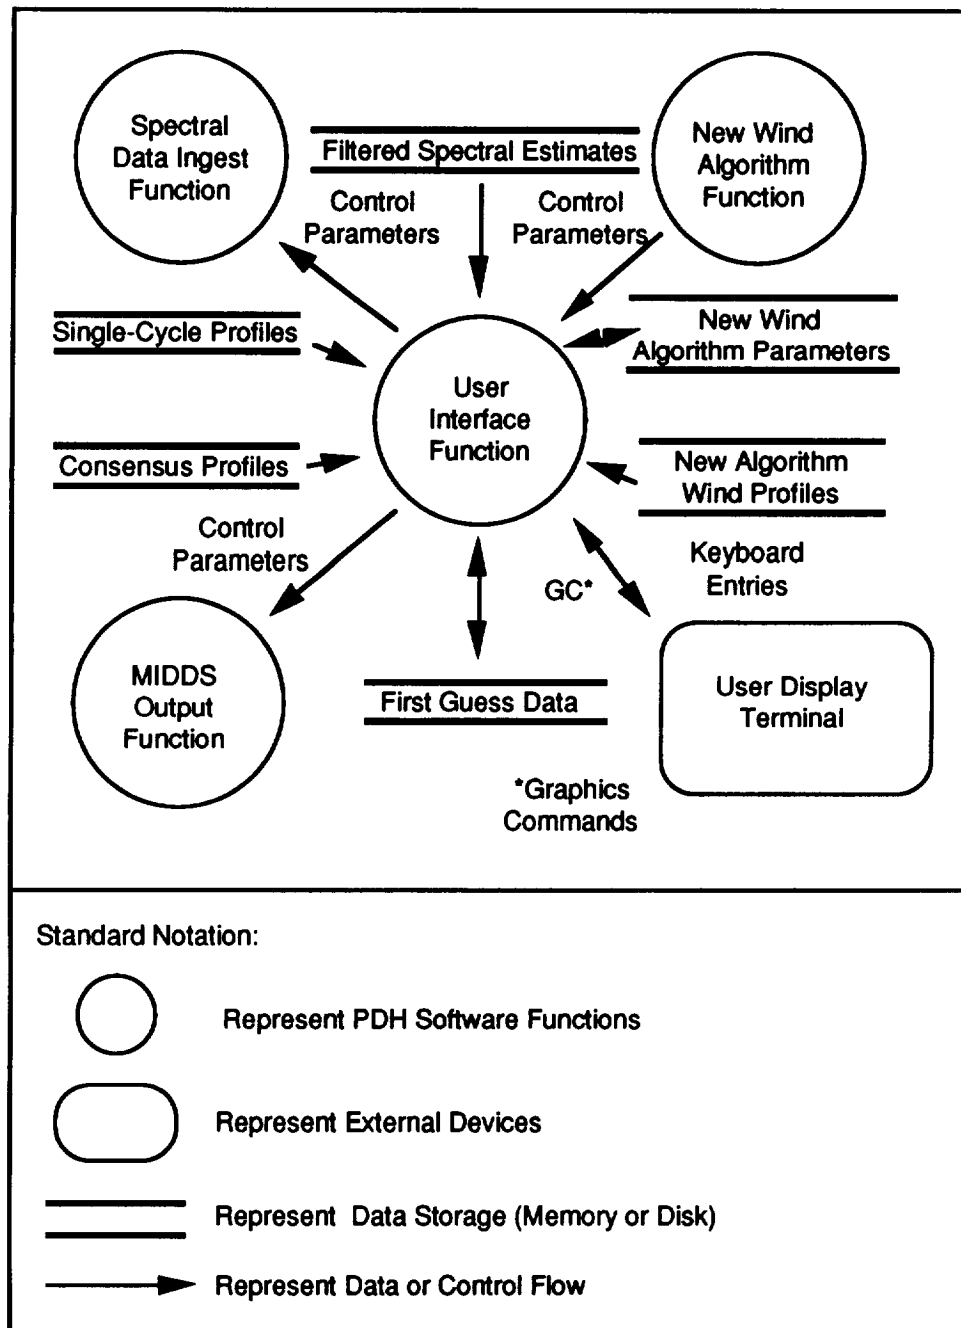 Spectral
Data Ingest
Function
Filtered Spectral Estimates
New Wind
Algorithm
Function
Control
Parameters
Control
Parameters
Single-Cycle Profiles
New Wind
Algorithm Parameters
User
Interface
Function
Consensus Profiles
New Algorithm
Wind Profiles
Control
Parameters
GC*
Keyboard
Entries
MIDDS
Output
Function
First Guess Data
User Display
Terminal
*Graphics
Commands
Standard Notation:
Represent PDH Software Functions
Represent External Devices
Represent Data Storage (Memory or Disk)
Represent Data or Control Flow